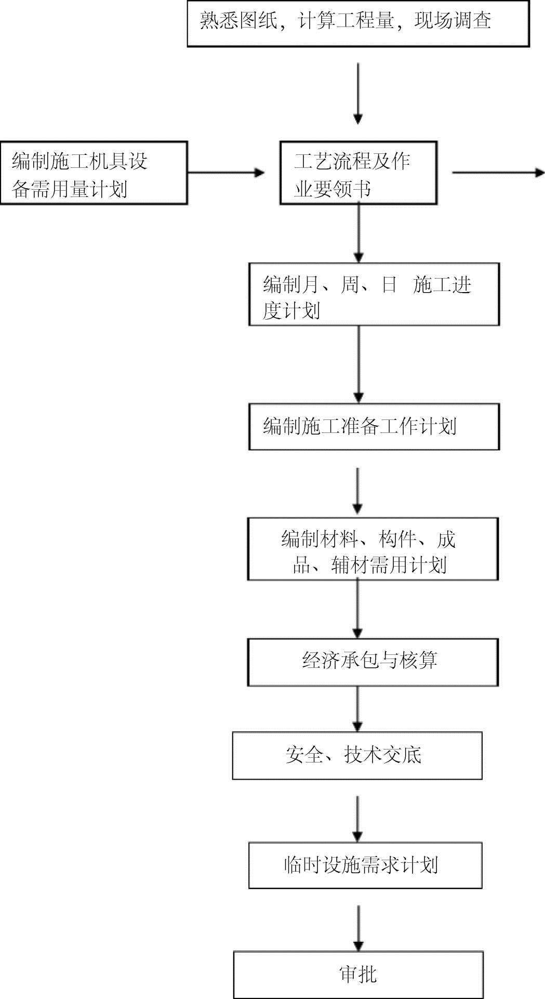 熟悉图纸，计算工程量，现场调查
编制施工机具设
备需用量计划
工艺流程及作
业要领书
编制月、周、日 施工进
度计划
编制施工准备工作计划
编制材料、构件、成
品、辅材需用计划
经济承包与核算
安全、技术交底
临时设施需求计划
审批